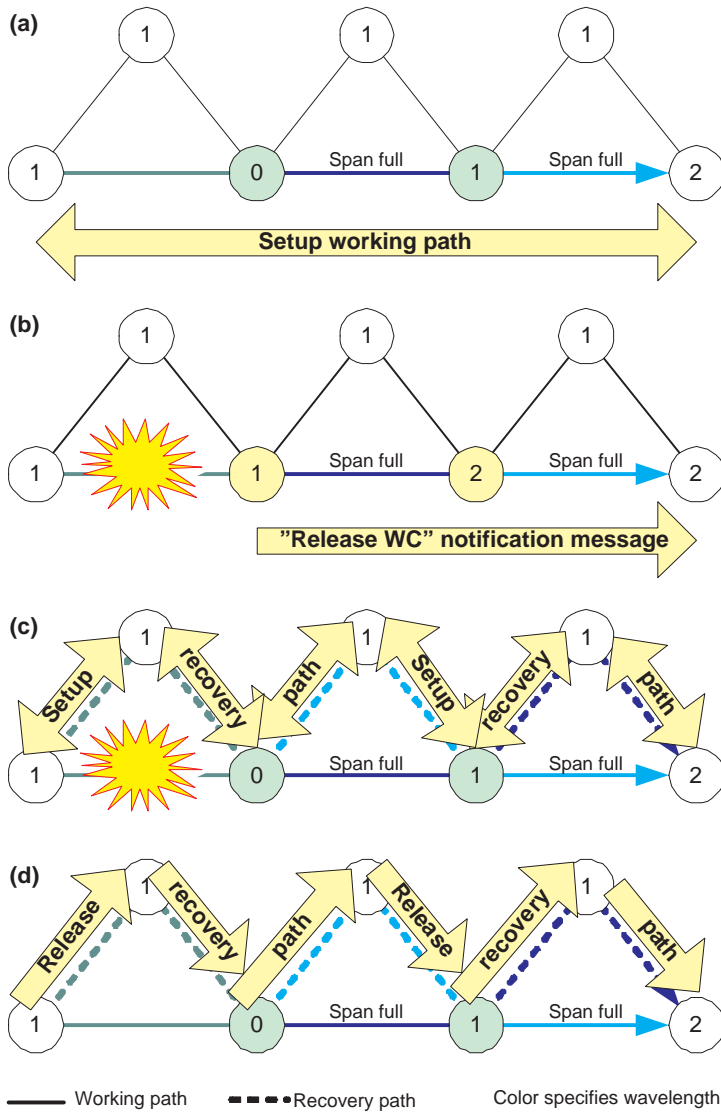 (a)
1 1 1
Span full Span full
1 0 1 2
Setup working path
(b)
1 1 1
Span full Span full
1 1 2 2
”Release WC” notification message
(c)
1 1 1
Setup recovery path Setup recovery path
Span full Span full
1 0 1 2
(d)
1 1 1
Release recovery path Release recovery path
Span full Span full
1 0 1 2
Working path Recovery path Color specifies wavelength